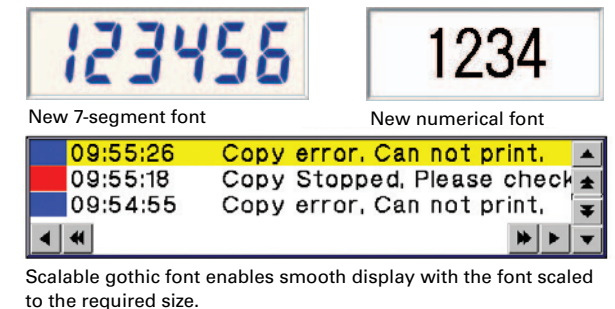 123456
1234
New 7-segment font
New numerical font
09:55:26 Copy error, Can not print,
09:55:18 Copy Stopped, Please check
09:54:55 Copy error, Can not print,
Scalable gothic font enables smooth display with the font scaled
to the required size.